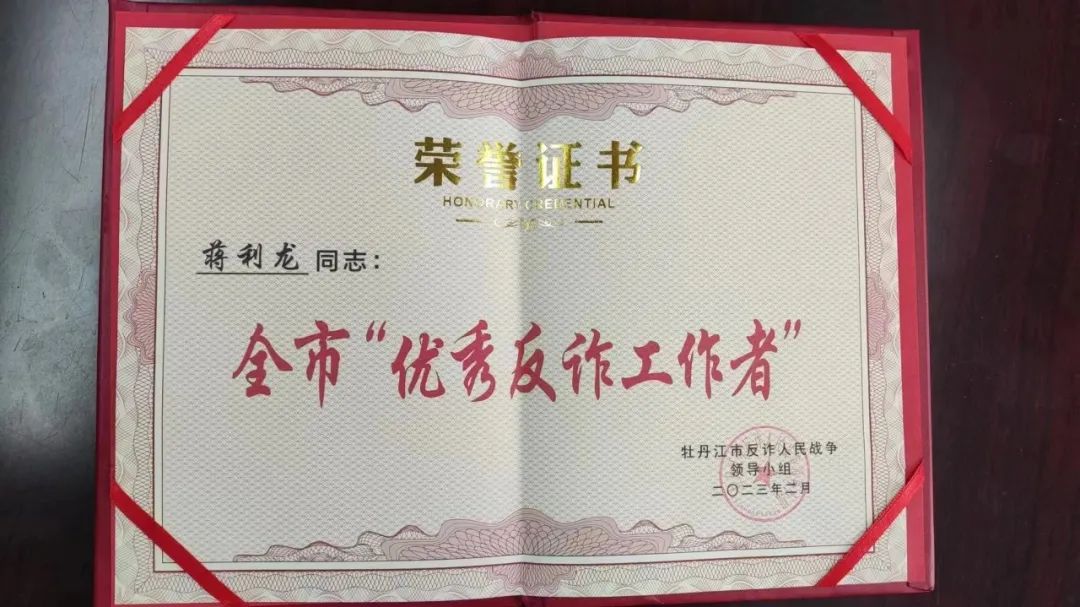 荣誉证书
HONORARY CREDENTIAL
蒋利龙 同志：
全市“优秀反诈工作者”
牡丹江市反诈人民战争
领导小组
二〇二三年二月